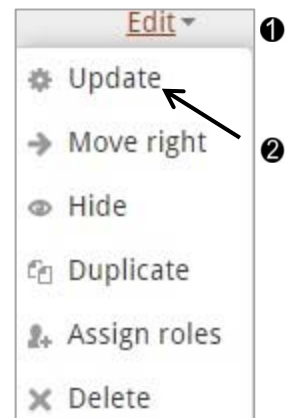 Edit ❶
Update
Move right ❷
Hide
Duplicate
Assign roles
Delete